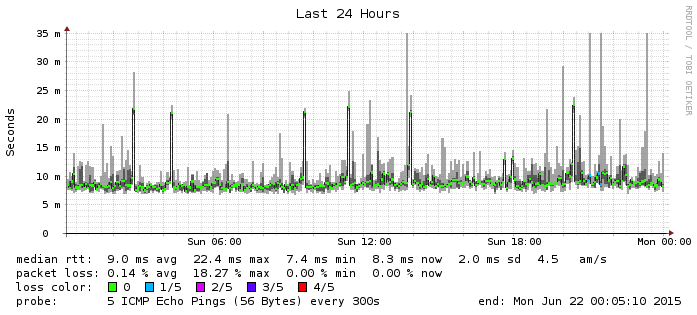 Last 24 Hours
RRDTOOL / TOBI OETIKER
Seconds
35 m
30 m
25 m
20 m
15 m
10 m
5 m
0
Sun 06:00 Sun 12:00 Sun 18:00 Mon 00:00
median rtt: 9.0 ms avg 22.4 ms max 7.4 ms min 8.3 ms now 2.0 ms sd 4.5 am/s
packet loss: 0.14 % avg 18.27 % max 0.00 % min 0.00 % now
loss color: 0 1/5 2/5 3/5 4/5
probe: 5 ICMP Echo Pings (56 Bytes) every 300s end: Mon Jun 22 00:05:10 2015